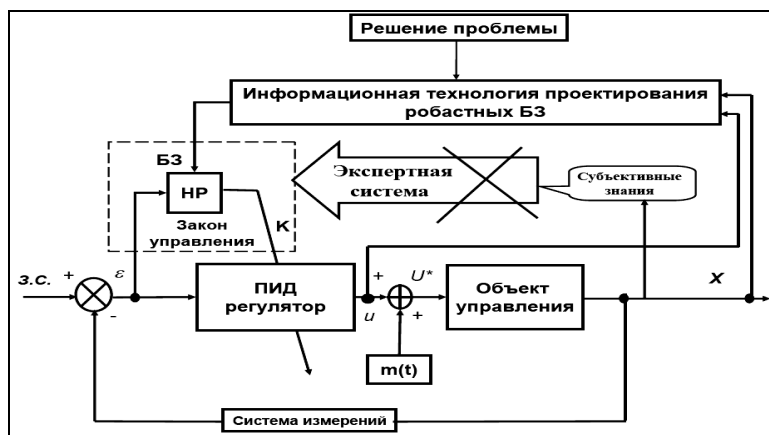 Решение проблемы
Информационная технология проектирования
робастных БЗ
БЗ
НР
Закон
управления
К
Экспертная
система
Субъективные
знания
З.С.
+
-
ε
ПИД
регулятор
+
u
U*
+
m(t)
Объект
управления
X
Система измерений